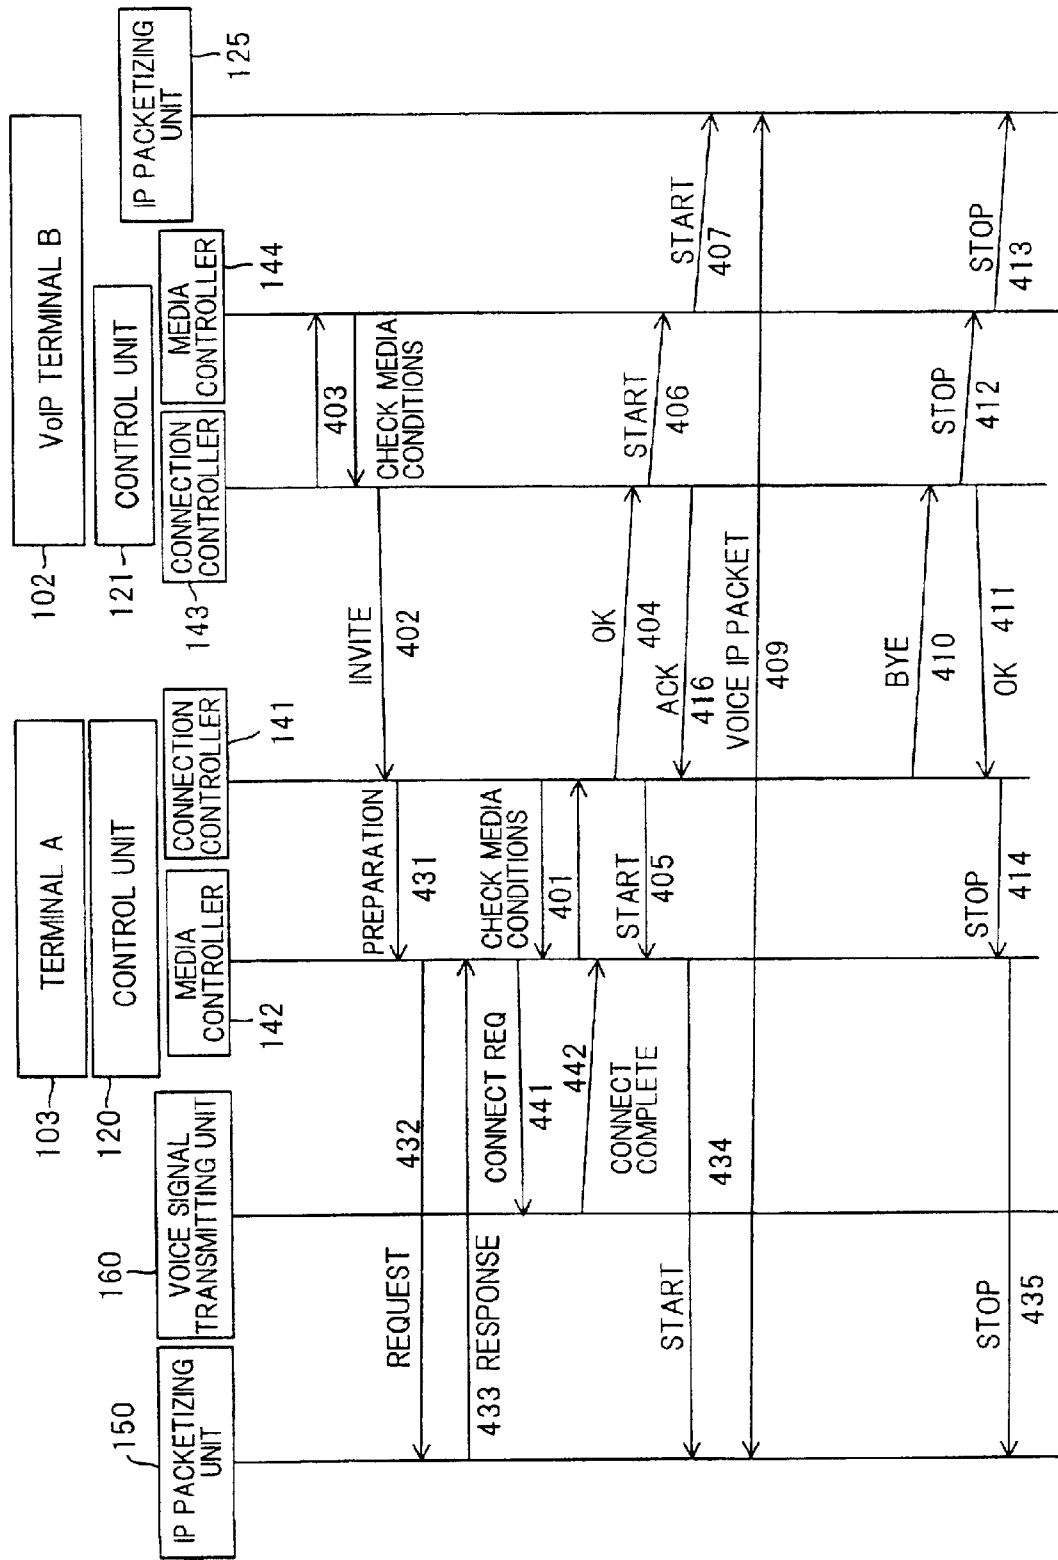 TERMINAL A
103
CONTROL UNIT
120
VoIP TERMINAL B
102
CONTROL UNIT
121
150
IP PACKETIZING
UNIT
160
VOICE SIGNAL
TRANSMITTING UNIT
MEDIA
CONTROLLER
142
CONNECTION
CONTROLLER
141
CONNECTION
CONTROLLER
143
MEDIA
CONTROLLER
144
IP PACKETIZING
UNIT
125
403
CHECK MEDIA
CONDITIONS
INVITE
402
PREPARATION
431
REQUEST
432
433 RESPONSE
CONNECT REQ
441
CHECK MEDIA
CONDITIONS
401
442
CONNECT
COMPLETE
OK
404
START
405
START
406
ACK
416
START
434
START
407
VOICE IP PACKET
409
BYE
410
STOP
412
OK
411
STOP
413
STOP
414
STOP
435